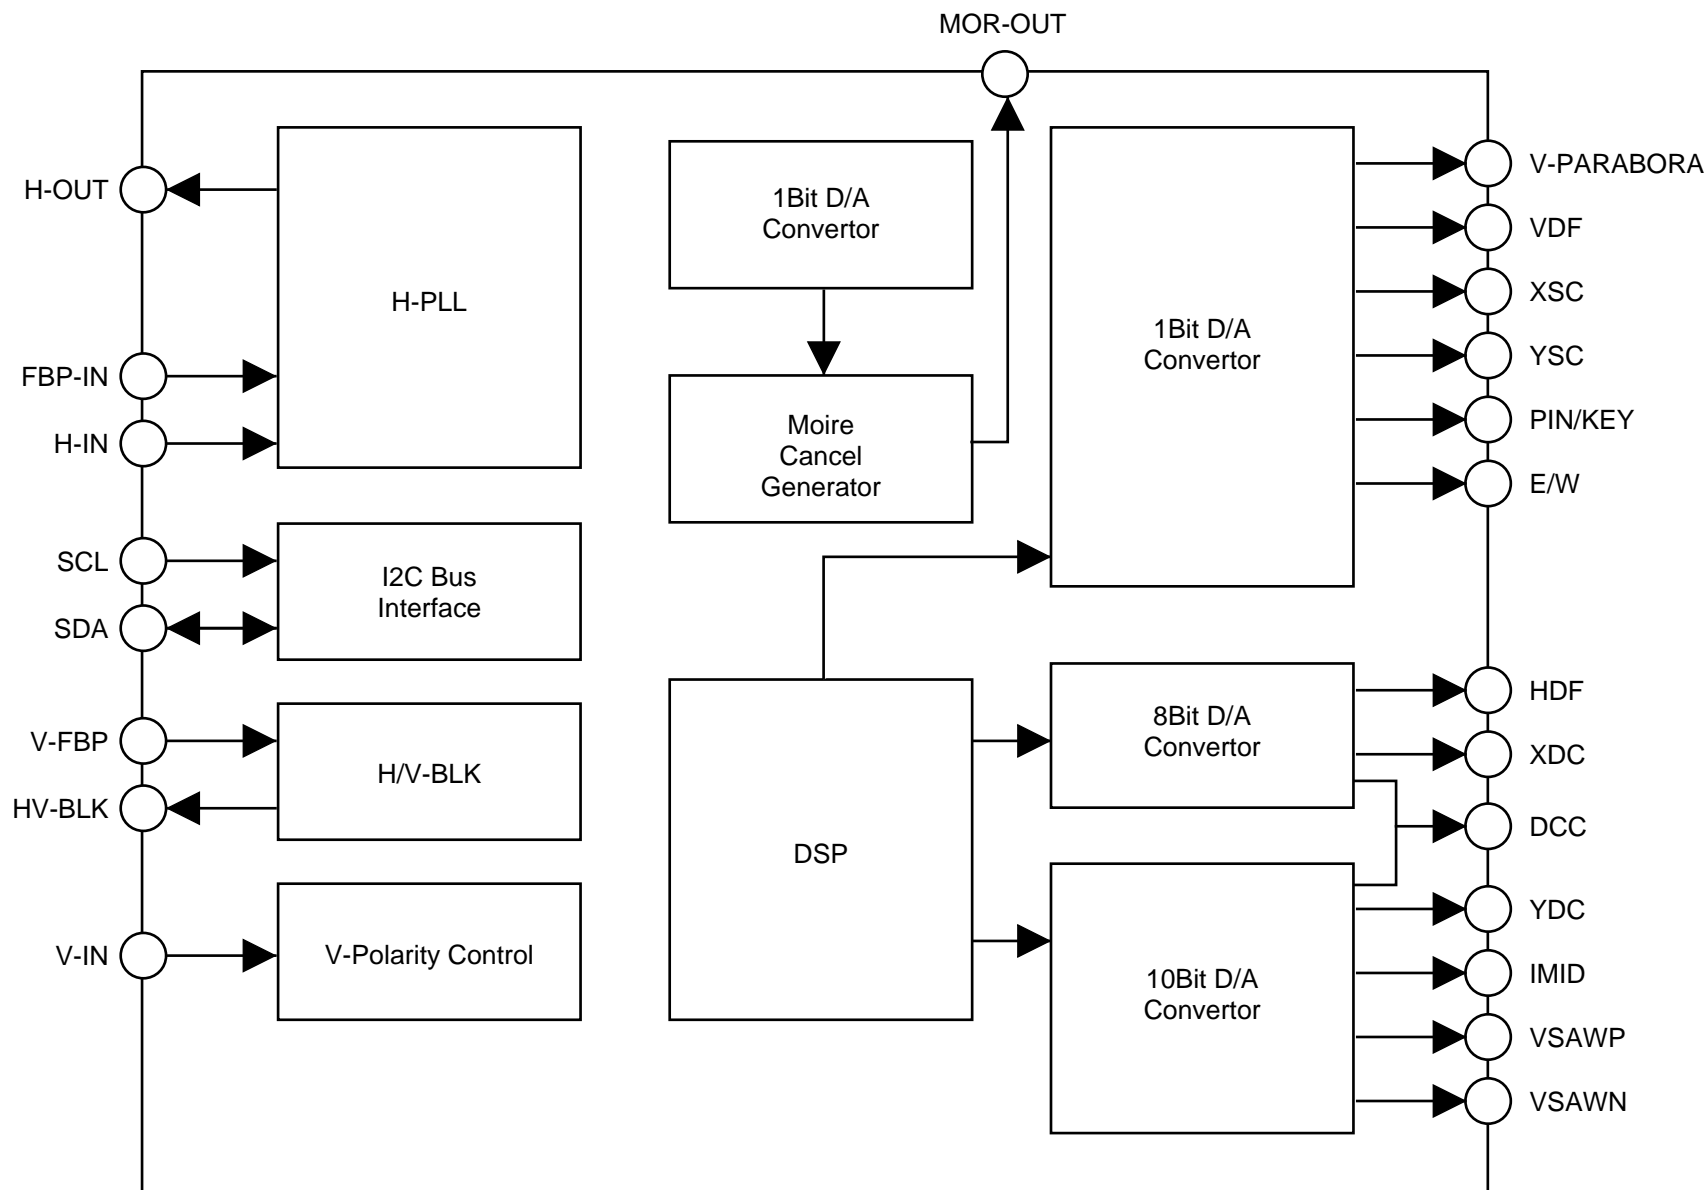 MOR-OUT
H-OUT
FBP-IN
H-IN
SCL
SDA
V-FBP
HV-BLK
V-IN
H-PLL
I2C Bus
Interface
H/V-BLK
V-Polarity Control
1Bit D/A
Convertor
Moire
Cancel
Generator
DSP
1Bit D/A
Convertor
8Bit D/A
Convertor
10Bit D/A
Convertor
V-PARABORA
VDF
XSC
YSC
PIN/KEY
E/W
HDF
XDC
DCC
YDC
IMID
VSAWP
VSAWN